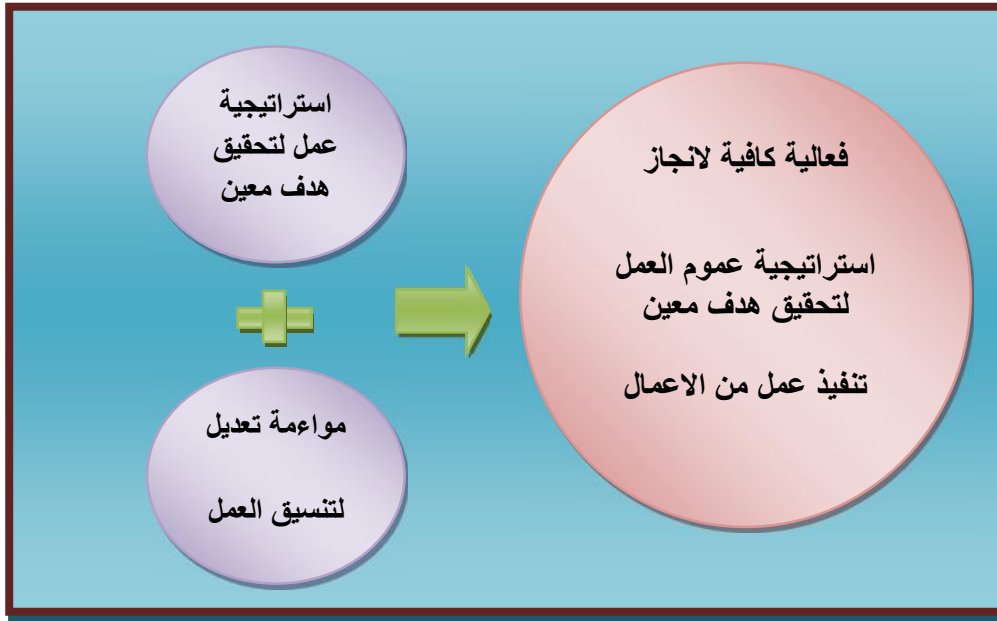 استراتيجية
عمل لتحقيق
هدف معين
مواءمة تعديل
لتنسيق العمل
فعالية كافية لانجاز
استراتيجية عموم العمل
لتحقيق هدف معين
تنفيذ عمل من الاعمال